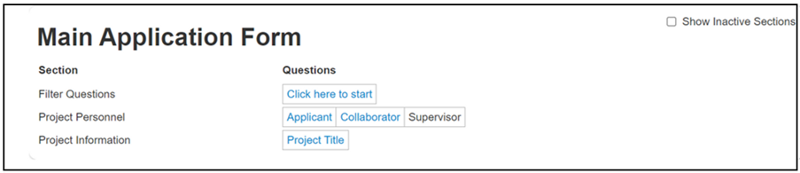 Show Inactive Sections
Main Application Form
Section Questions
Filter Questions Click here to start
Project Personnel Applicant Collaborator Supervisor
Project Information Project Title